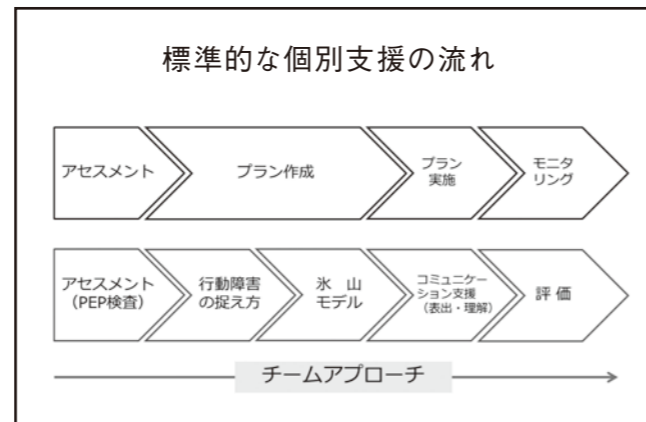 標準的な個別支援の流れ
アセスメント
プラン作成
プラン
実施
モニタ
リング
アセスメント
(PEP検査)
行動障害
の捉え方
氷 山
モデル
コミュニケー
ション支援
(表出・理解)
評 価
チームアプローチ